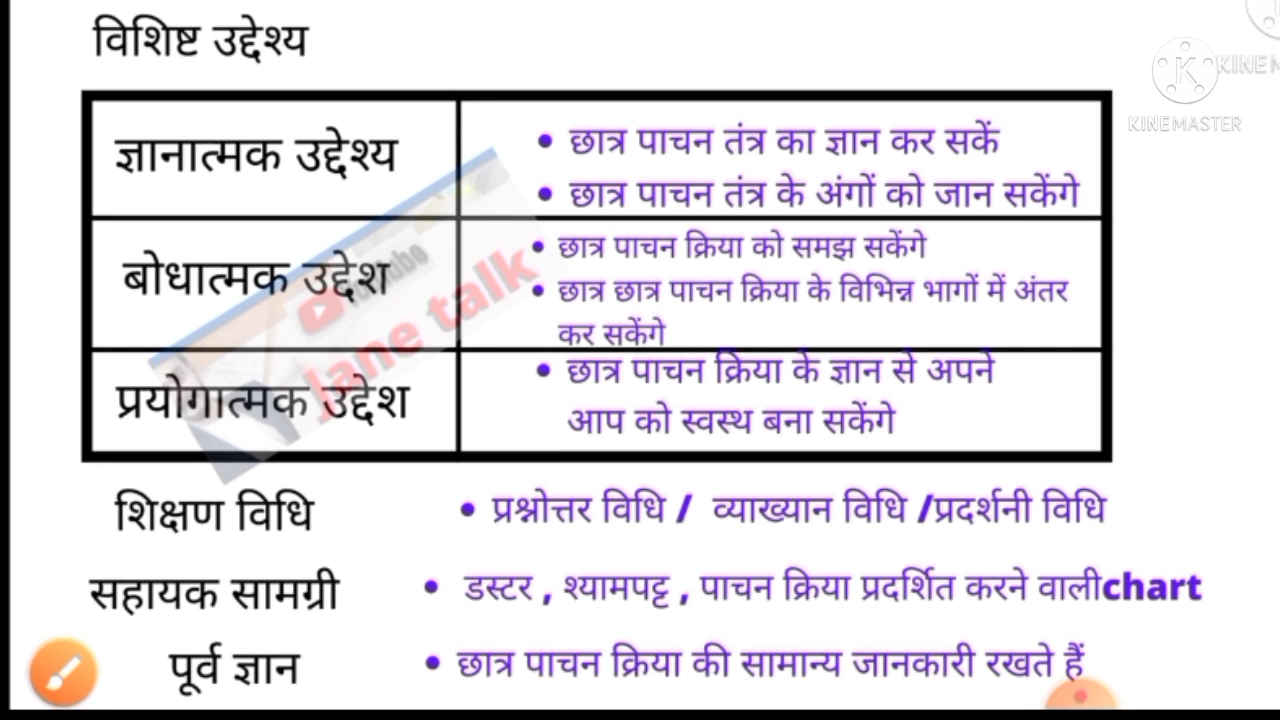 विशिष्ट उद्देश्य
KINEMASTER
ज्ञानात्मक उद्देश्य
• छात्र पाचन तंत्र का ज्ञान कर सकें
• छात्र पाचन तंत्र के अंगों को जान सकेंगे
बोधात्मक उद्देश
• छात्र पाचन क्रिया को समझ सकेंगे
• छात्र छात्र पाचन क्रिया के विभिन्न भागों में अंतर
कर सकेंगे
jane talk
प्रयोगात्मक उद्देश
• छात्र पाचन क्रिया के ज्ञान से अपने
आप को स्वस्थ बना सकेंगे
शिक्षण विधि • प्रश्नोत्तर विधि / व्याख्यान विधि /प्रदर्शनी विधि
सहायक सामग्री • डस्टर , श्यामपट्ट , पाचन क्रिया प्रदर्शित करने वालीchart
पूर्व ज्ञान • छात्र पाचन क्रिया की सामान्य जानकारी रखते हैं